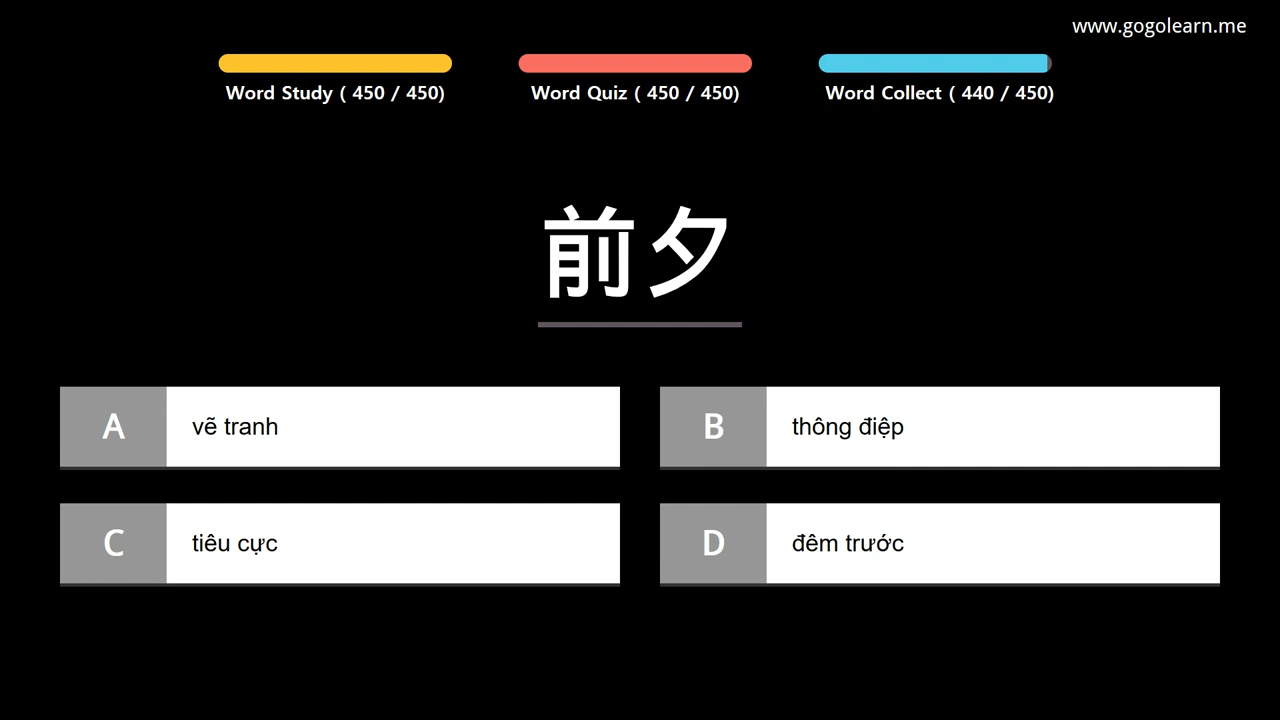 www.gogolearn.me
Word Study ( 450 / 450)
Word Quiz ( 450 / 450)
Word Collect ( 440 / 450)
前夕
A vẽ tranh
B thông điệp
C tiêu cực
D đêm trước